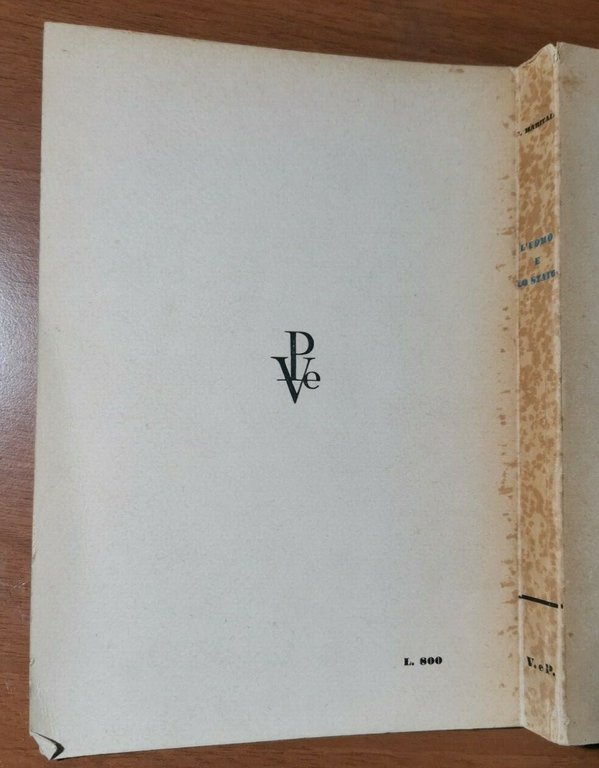 PVe
L. 800
J. MARITAIN
L'UOMO
E
LO STATO
V. e P.